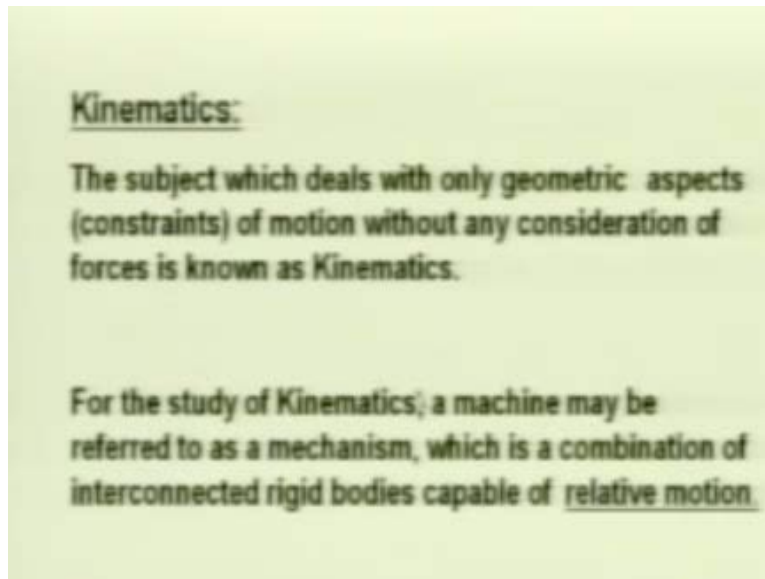 Kinematics:
The subject which deals with only geometric aspects
(constraints) of motion without any consideration of
forces is known as Kinematics.
For the study of Kinematics, a machine may be
referred to as a mechanism, which is a combination of
interconnected rigid bodies capable of relative motion.